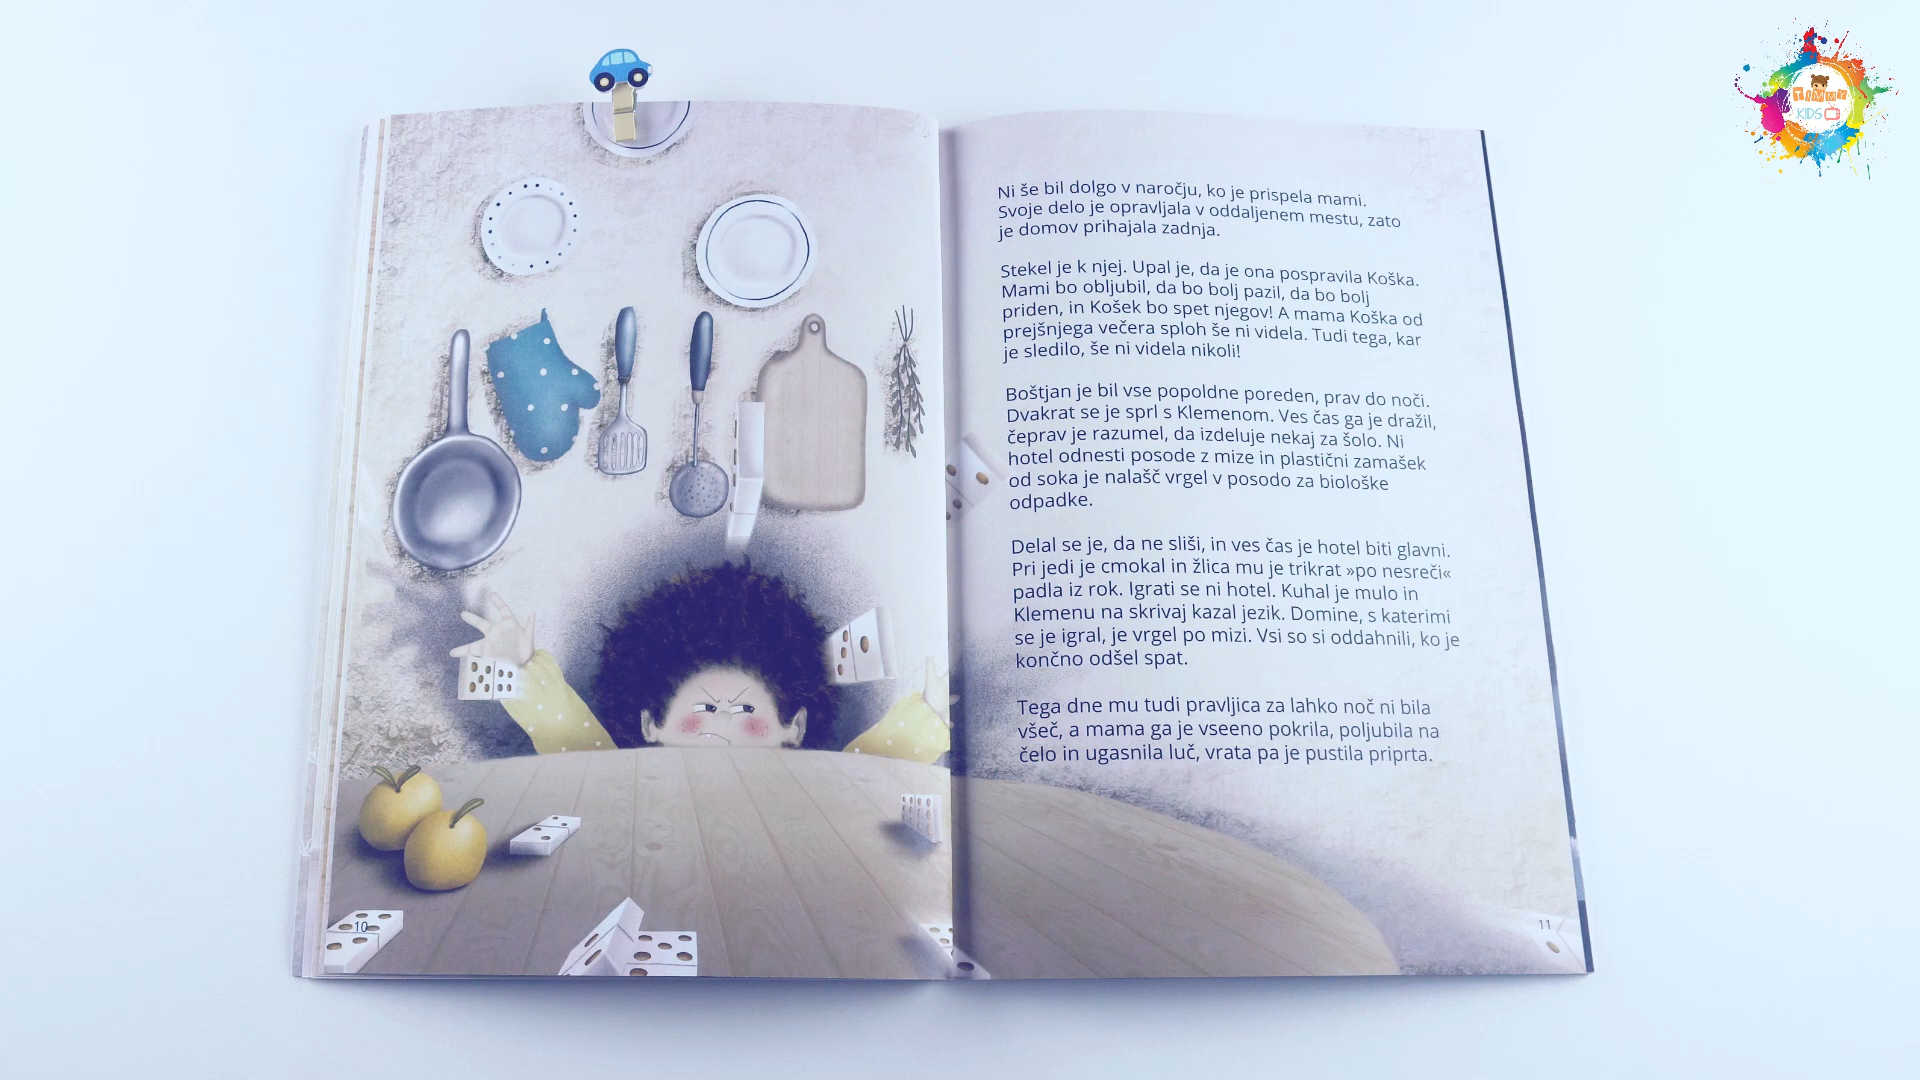 TIMMY
KIDS
Ni še bil dolgo v naročju, ko je prispela mami.
Svoje delo je opravljala v oddaljenem mestu, zato
je domov prihajala zadnja.
Stekel je k njej. Upal je, da je ona pospravila Koška.
Mami bo obljubil, da bo bolj pazil, da bo bolj
priden, in Košek bo spet njegov! A mama Koška od
prejšnjega večera sploh še ni videla. Tudi tega, kar
je sledilo, še ni videla nikoli!
Boštjan je bil vse popoldne poreden, prav do noči.
Dvakrat se je sprl s Klemenom. Ves čas ga je dražil,
čeprav je razumel, da izdeluje nekaj za šolo. Ni
hotel odnesti posode z mize in plastični zamašek
od soka je nalašč vrgel v posodo za biološke
odpadke.
Delal se je, da ne sliši, in ves čas je hotel biti glavni.
Pri jedi je cmokal in žlica mu je trikrat »po nesreči«
padla iz rok. Igrati se ni hotel. Kuhal je mulo in
Klemenu na skrivaj kazal jezik. Domine, s katerimi
se je igral, je vrgel po mizi. Vsi so si oddahnili, ko je
končno odšel spat.
Tega dne mu tudi pravljica za lahko noč ni bila
všeč, a mama ga je vseeno pokrila, poljubila na
čelo in ugasnila luč, vrata pa je pustila priprta.
10
11